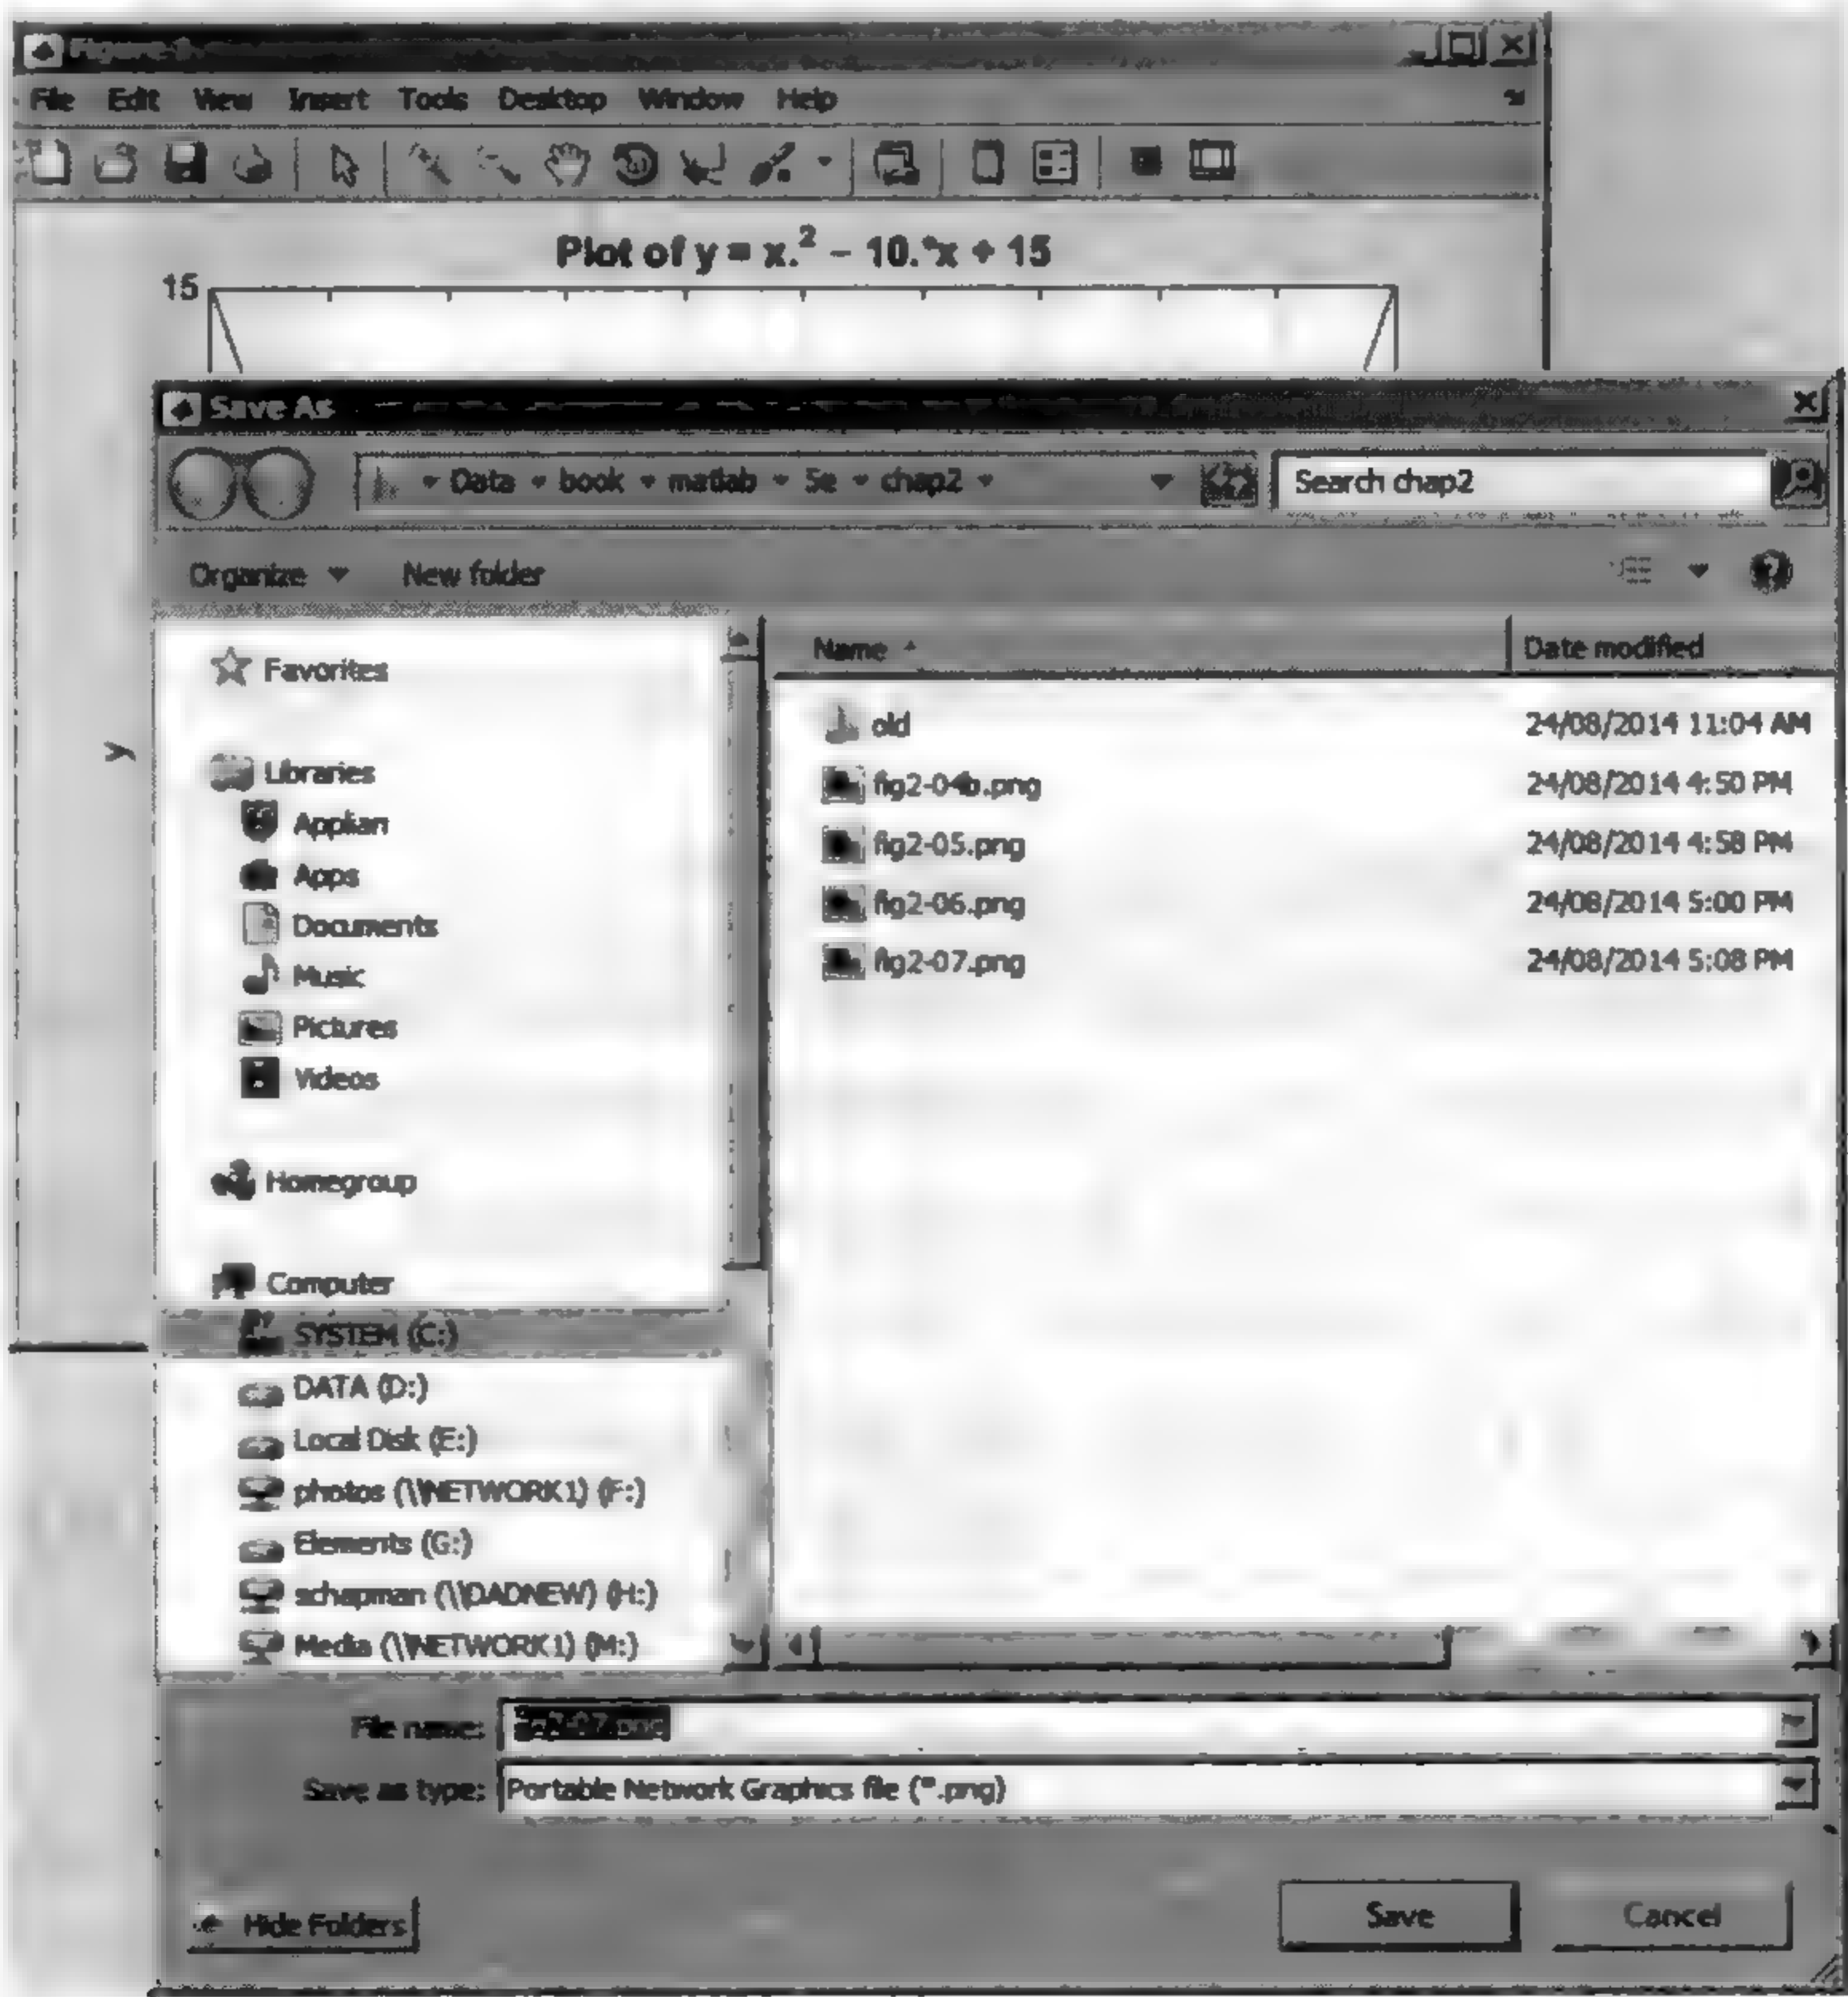 File Edit View Insert Tools Desktop Window Help
Plot of y = x.² – 10.*x + 15
15
y
Save As
Data book matlab 5e chap2
Search chap2
Organize New folder
Name Date modified
Favorites
Libraries
Applian
Apps
Documents
Music
Pictures
Videos
Homegroup
Computer
SYSTEM (C:)
DATA (D:)
Local Disk (E:)
photos (\\NETWORK1) (F:)
Elements (G:)
schapman (\\DADNEW) (H:)
Media (\\NETWORK1) (M:)
old 24/08/2014 11:04 AM
fig2-04b.png 24/08/2014 4:50 PM
fig2-05.png 24/08/2014 4:58 PM
fig2-06.png 24/08/2014 5:00 PM
fig2-07.png 24/08/2014 5:08 PM
File name: fig2-07.png
Save as type: Portable Network Graphics file (*.png)
Hide Folders
Save Cancel